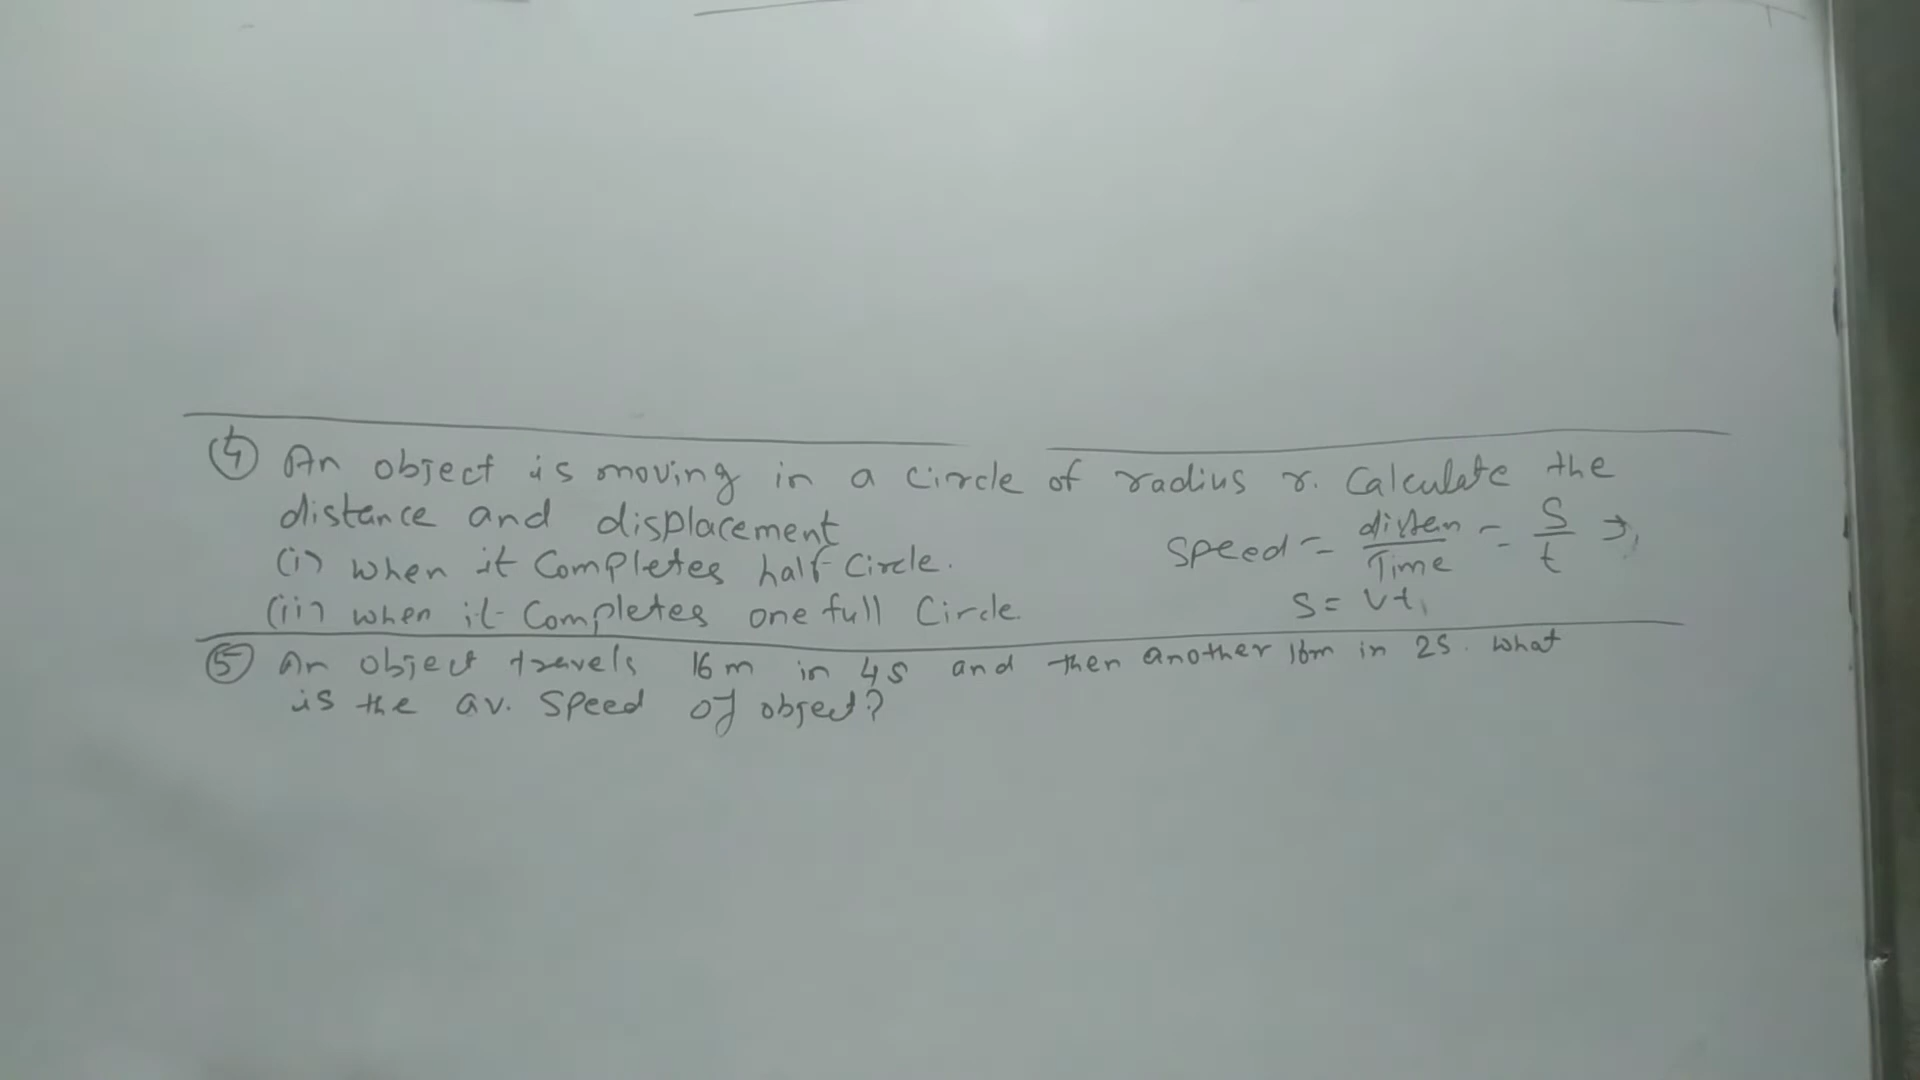 ④ An object is moving in a circle of radius r. Calculate the
distance and displacement
(i) when it Completes half Circle.
(ii) when it Completes one full Circle
Speed = disten/Time = S/t ⇒,
S = vt,
⑤ An object travels 16 m in 4s and then another 16m in 2s. what
is the av. Speed of object?